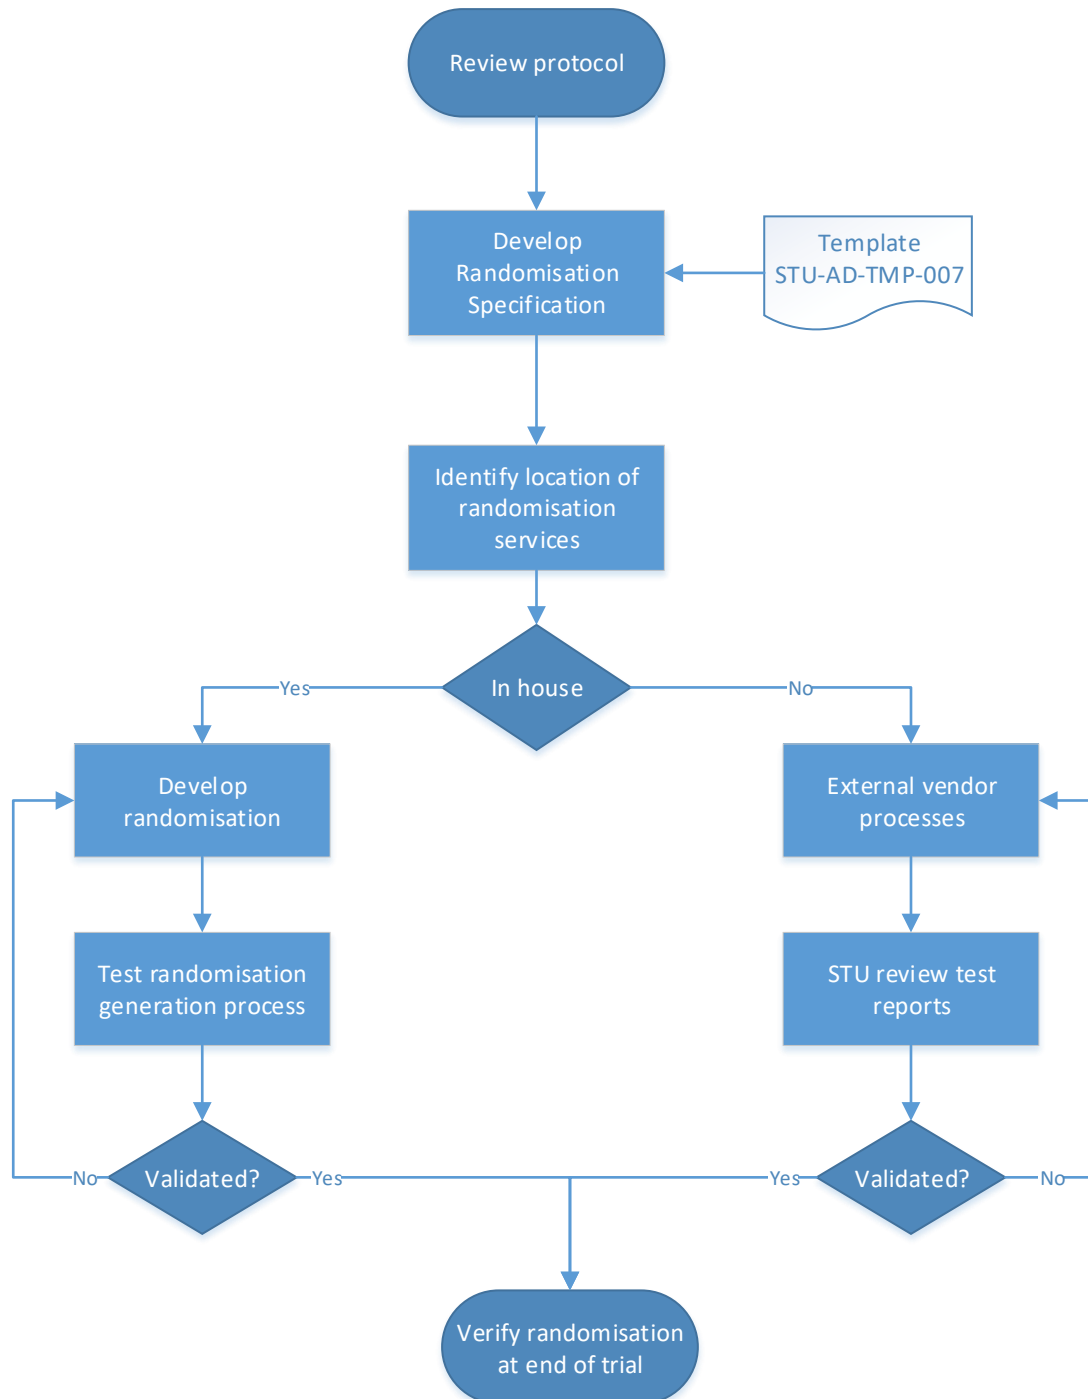 Review protocol
Develop
Randomisation
Specification
Template
STU-AD-TMP-007
Identify location of
randomisation
services
In house
Yes
No
Develop
randomisation
External vendor
processes
Test randomisation
generation process
STU review test
reports
Validated?
No
Yes
Validated?
Yes
No
Verify randomisation
at end of trial